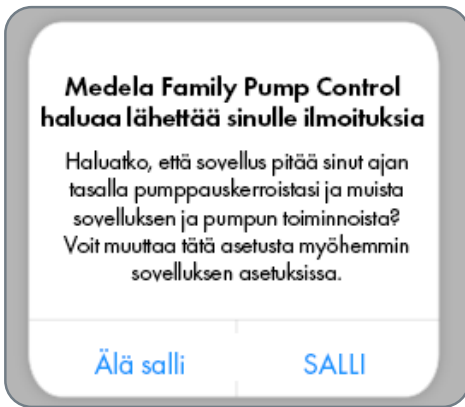 Medela Family Pump Control
haluaa lähettää sinulle ilmoituksia
Haluatko, että sovellus pitää sinut ajan
tasalla pumppauskerroistasi ja muista
sovelluksen ja pumpun toiminnoista?
Voit muuttaa tätä asetusta myöhemmin
sovelluksen asetuksissa.
Älä salli
SALLI